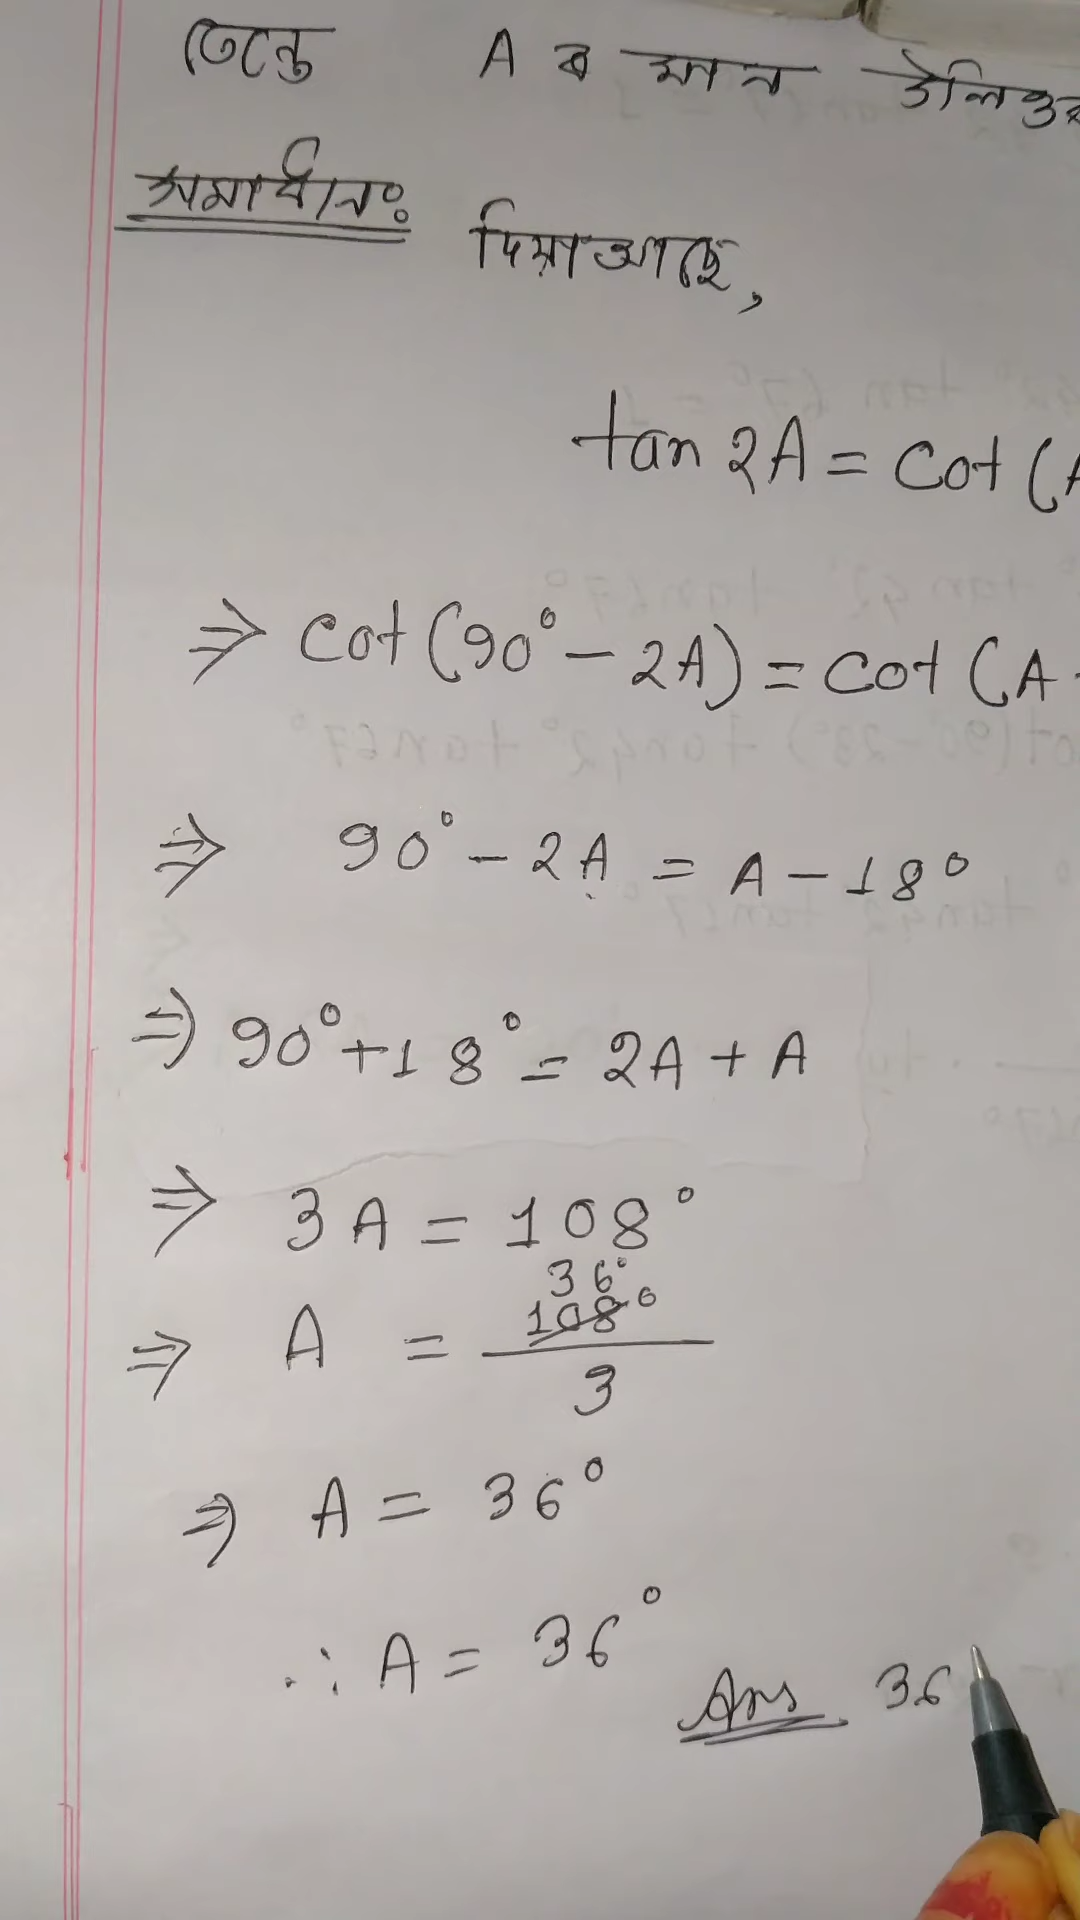 তেন্তে A ৰ মান উলিওৱ
সমাধানঃ দিয়া আছে,
tan 2A = cot (A
⇒ cot (90° − 2A) = cot (A -
⇒ 90° − 2A = A − 18°
⇒ 90° + 18° = 2A + A
⇒ 3A = 108°
36°
⇒ A = 108°/3
⇒ A = 36°
∴ A = 36°
Ans 36